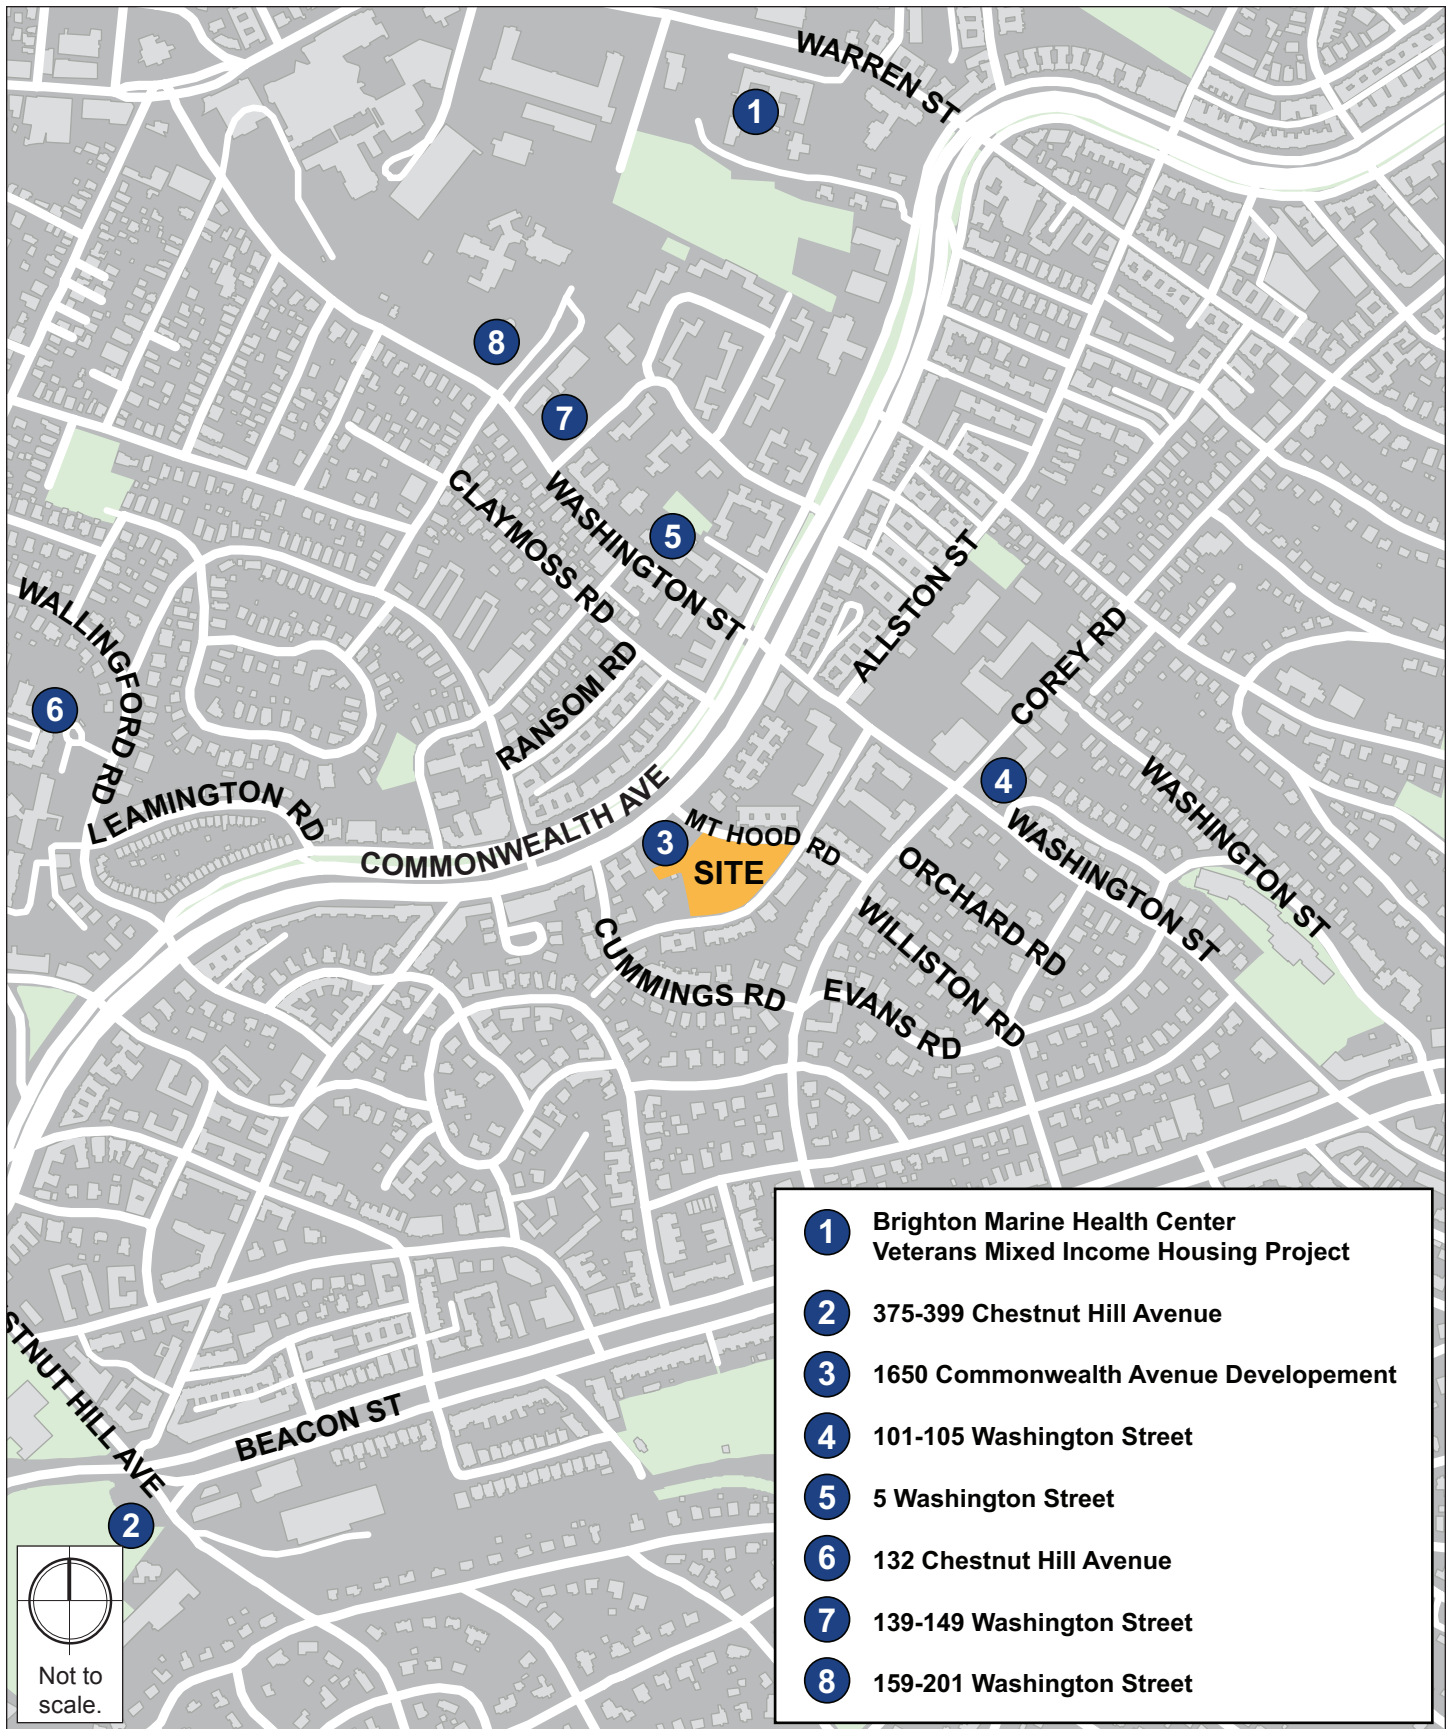 WARREN ST
1
8
7
CLAYMOSS RD
WASHINGTON ST
5
ALLSTON ST
WALLINGFORD RD
6
RANSOM RD
COREY RD
4
WASHINGTON ST
LEAMINGTON RD
COMMONWEALTH AVE
3
MT HOOD RD
SITE
WASHINGTON ST
ORCHARD RD
WILLISTON RD
CUMMINGS RD
EVANS RD
STNUT HILL AVE
BEACON ST
2
Not to
scale.
1 Brighton Marine Health Center
Veterans Mixed Income Housing Project
2 375-399 Chestnut Hill Avenue
3 1650 Commonwealth Avenue Developement
4 101-105 Washington Street
5 5 Washington Street
6 132 Chestnut Hill Avenue
7 139-149 Washington Street
8 159-201 Washington Street